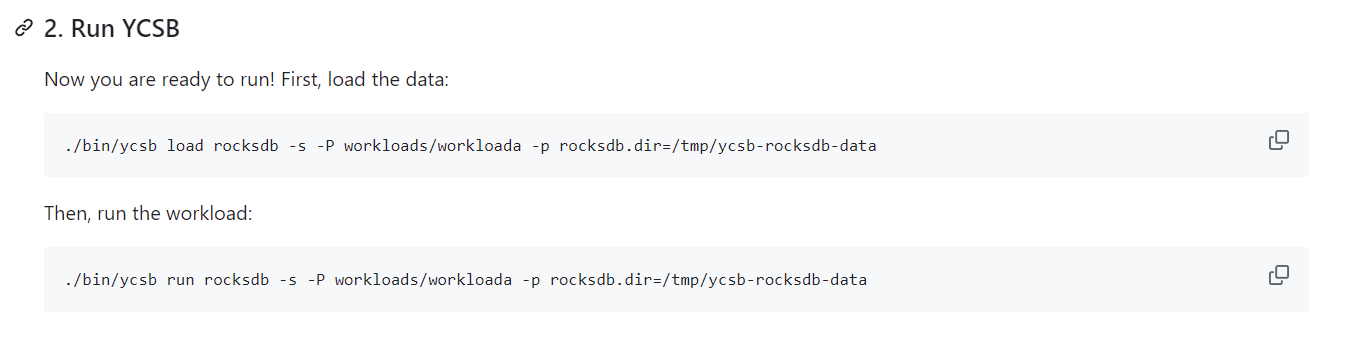 2. Run YCSB
Now you are ready to run! First, load the data:
./bin/ycsb load rocksdb -s -P workloads/workloada -p rocksdb.dir=/tmp/ycsb-rocksdb-data
Then, run the workload:
./bin/ycsb run rocksdb -s -P workloads/workloada -p rocksdb.dir=/tmp/ycsb-rocksdb-data